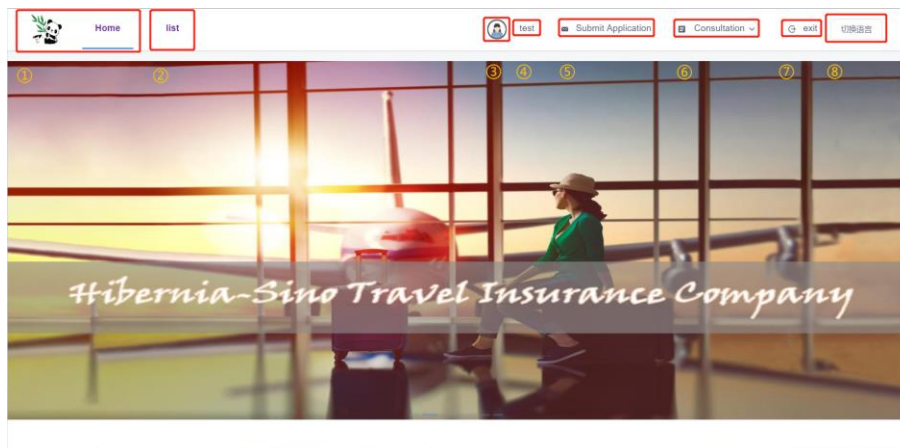 Home list test Submit Application Consultation exit 切换语言
① ② ③ ④ ⑤ ⑥ ⑦ ⑧
Hibernia-Sino Travel Insurance Company